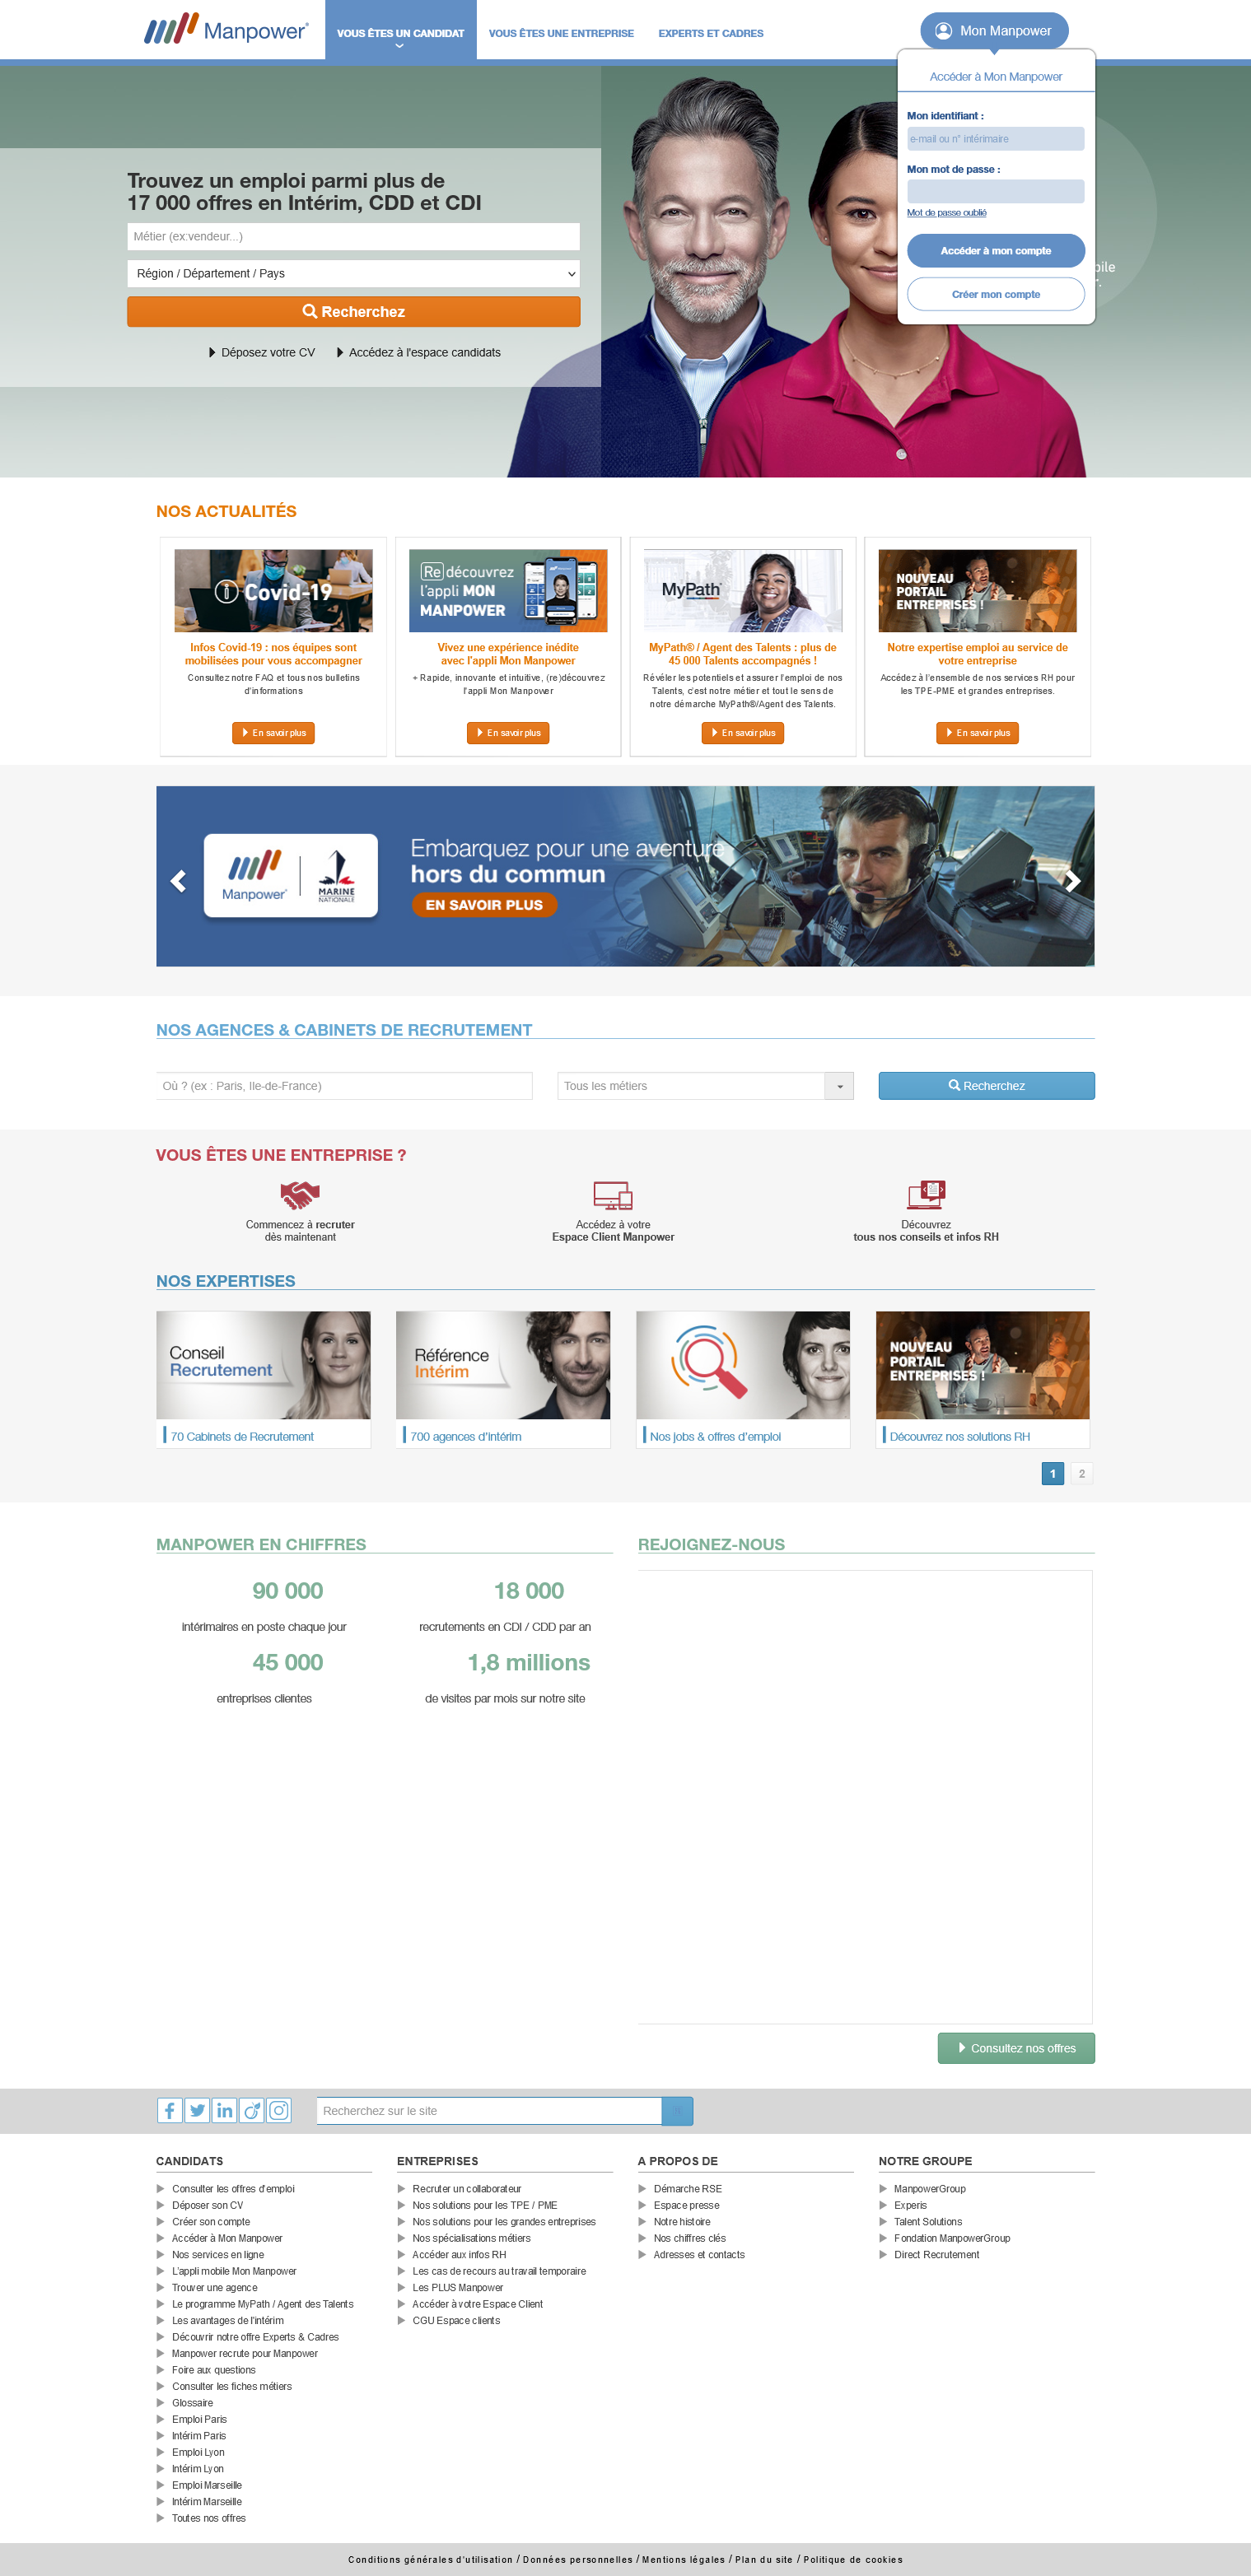 Manpower®
VOUS ÊTES UN CANDIDAT
VOUS ÊTES UNE ENTREPRISE
EXPERTS ET CADRES
Mon Manpower
Accéder à Mon Manpower
Mon identifiant :
e-mail ou n° intérimaire
Mon mot de passe :
Mot de passe oublié
Accéder à mon compte
Créer mon compte
Trouvez un emploi parmi plus de
17 000 offres en Intérim, CDD et CDI
Métier (ex:vendeur...)
Région / Département / Pays
Recherchez
Déposez votre CV
Accédez à l'espace candidats
NOS ACTUALITÉS
Covid-19
Infos Covid-19 : nos équipes sont
mobilisées pour vous accompagner
Consultez notre FAQ et tous nos bulletins
d'informations
En savoir plus
Re découvrez
l'appli MON
MANPOWER
Vivez une expérience inédite
avec l'appli Mon Manpower
+ Rapide, innovante et intuitive, (re)découvrez
l'appli Mon Manpower
En savoir plus
MyPath®
MyPath® / Agent des Talents : plus de
45 000 Talents accompagnés !
Révéler les potentiels et assurer l'emploi de nos
Talents, c'est notre métier et tout le sens de
notre démarche MyPath®/Agent des Talents.
En savoir plus
NOUVEAU
PORTAIL
ENTREPRISES !
Notre expertise emploi au service de
votre entreprise
Accédez à l'ensemble de nos services RH pour
les TPE-PME et grandes entreprises.
En savoir plus
Manpower®
MARINE
NATIONALE
Embarquez pour une aventure
hors du commun
EN SAVOIR PLUS
NOS AGENCES & CABINETS DE RECRUTEMENT
Où ? (ex : Paris, Ile-de-France)
Tous les métiers
Recherchez
VOUS ÊTES UNE ENTREPRISE ?
Commencez à recruter
dès maintenant
Accédez à votre
Espace Client Manpower
Découvrez
tous nos conseils et infos RH
NOS EXPERTISES
Conseil
Recrutement
70 Cabinets de Recrutement
Référence
Intérim
700 agences d'intérim
Nos jobs & offres d'emploi
NOUVEAU
PORTAIL
ENTREPRISES !
Découvrez nos solutions RH
1
2
MANPOWER EN CHIFFRES
90 000
intérimaires en poste chaque jour
18 000
recrutements en CDI / CDD par an
45 000
entreprises clientes
1,8 millions
de visites par mois sur notre site
REJOIGNEZ-NOUS
Consultez nos offres
Recherchez sur le site
CANDIDATS
Consulter les offres d'emploi
Déposer son CV
Créer son compte
Accéder à Mon Manpower
Nos services en ligne
L'appli mobile Mon Manpower
Trouver une agence
Le programme MyPath / Agent des Talents
Les avantages de l'intérim
Découvrir notre offre Experts & Cadres
Manpower recrute pour Manpower
Foire aux questions
Consulter les fiches métiers
Glossaire
Emploi Paris
Intérim Paris
Emploi Lyon
Intérim Lyon
Emploi Marseille
Intérim Marseille
Toutes nos offres
ENTREPRISES
Recruter un collaborateur
Nos solutions pour les TPE / PME
Nos solutions pour les grandes entreprises
Nos spécialisations métiers
Accéder aux infos RH
Les cas de recours au travail temporaire
Les PLUS Manpower
Accéder à votre Espace Client
CGU Espace clients
A PROPOS DE
Démarche RSE
Espace presse
Notre histoire
Nos chiffres clés
Adresses et contacts
NOTRE GROUPE
ManpowerGroup
Experis
Talent Solutions
Fondation ManpowerGroup
Direct Recrutement
Conditions générales d'utilisation / Données personnelles / Mentions légales / Plan du site / Politique de cookies